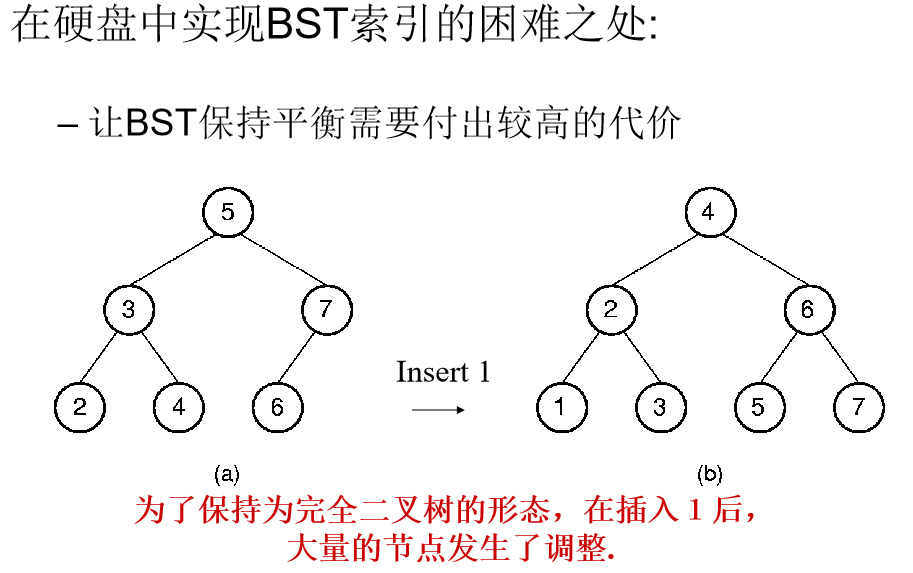 在硬盘中实现BST索引的困难之处:
– 让BST保持平衡需要付出较高的代价
5
4
3
7
2
6
Insert 1
2
4
6
1
3
5
7
(a)
(b)
为了保持为完全二叉树的形态，在插入 1 后，
大量的节点发生了调整.